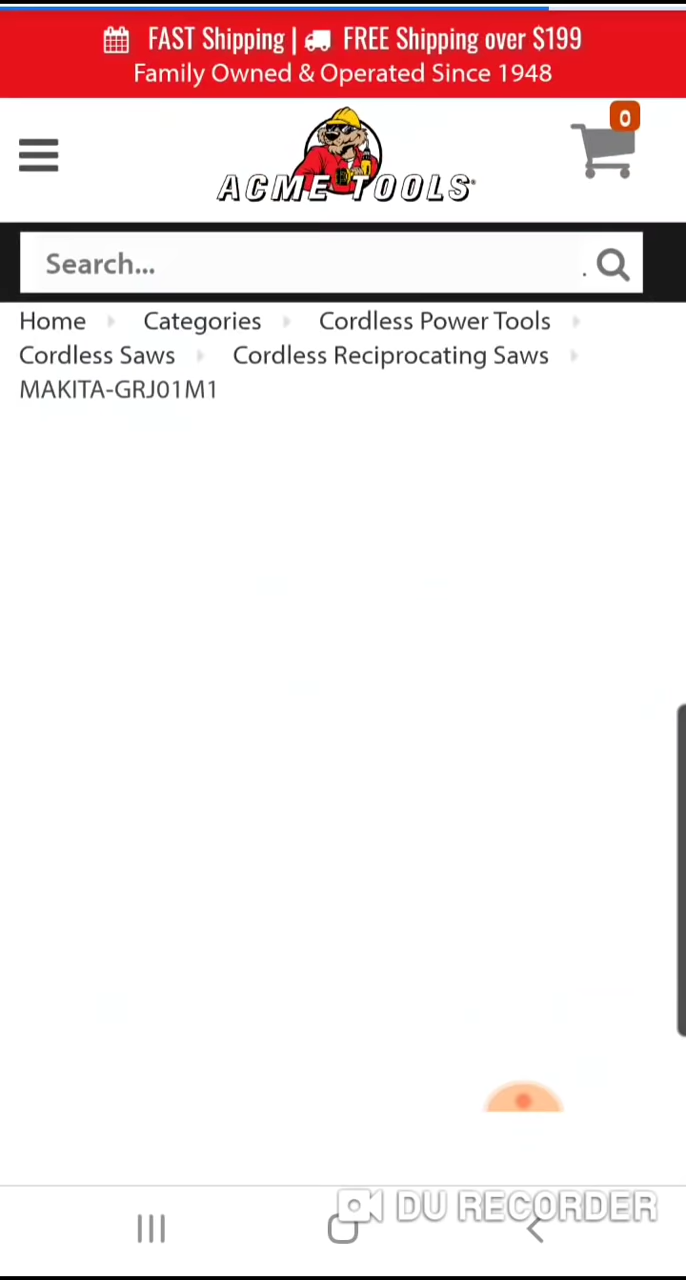 FAST Shipping | FREE Shipping over $199
Family Owned & Operated Since 1948
0
ACME TOOLS
Search...
Home Categories Cordless Power Tools
Cordless Saws Cordless Reciprocating Saws
MAKITA-GRJ01M1
DU RECORDER